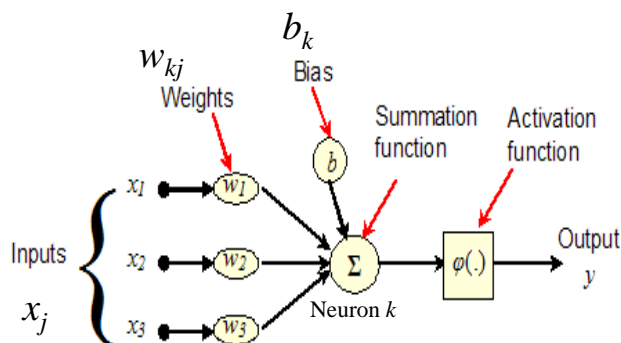 w_kj
Weights
b_k
Bias
Summation
function
Activation
function
b
x1 w1
Inputs
x2 w2
Σ
φ(.)
Output
y
x_j
x3 w3
Neuron k